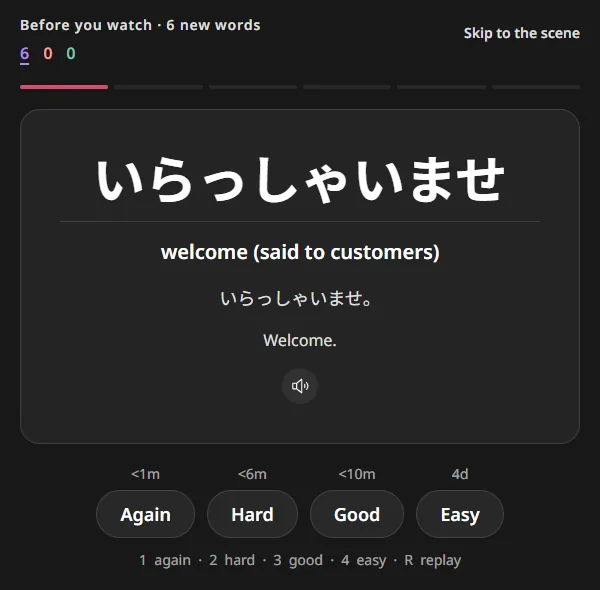 Before you watch · 6 new words
Skip to the scene
6 0 0
いらっしゃいませ
welcome (said to customers)
いらっしゃいませ。
Welcome.
<1m <6m <10m 4d
Again Hard Good Easy
1 again · 2 hard · 3 good · 4 easy · R replay